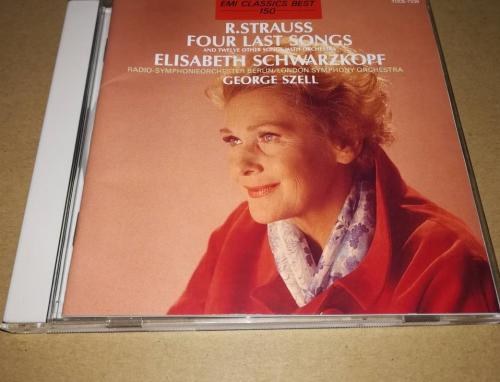 EMI CLASSICS BEST
150
R.STRAUSS
FOUR LAST SONGS
AND TWELVE OTHER SONGS WITH ORCHESTRA
ELISABETH SCHWARZKOPF
RADIO-SYMPHONIEORCHESTER BERLIN/LONDON SYMPHONY ORCHESTRA
GEORGE SZELL